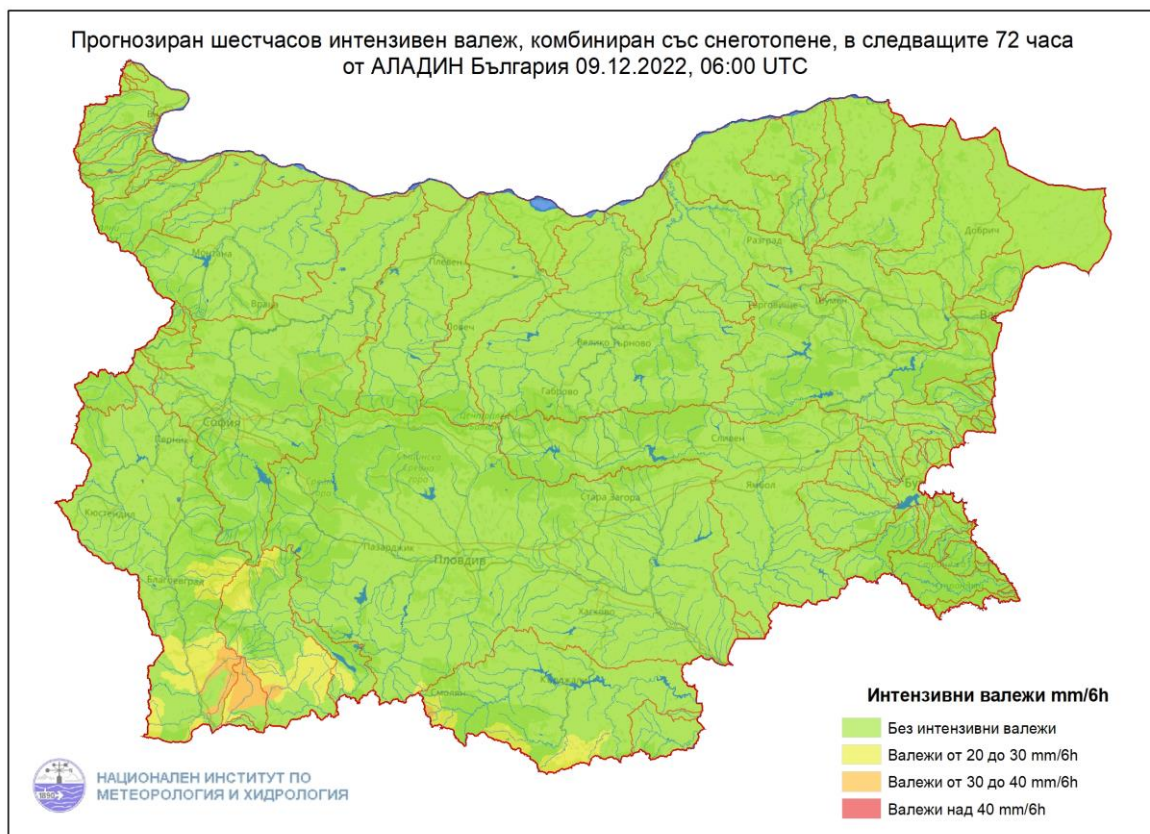 Прогнозиран шестчасов интензивен валеж, комбиниран със снеготопене, в следващите 72 часа
от АЛАДИН България 09.12.2022, 06:00 UTC
Монтана
Враца
Плевен
Ловеч
Велико Търново
Габрово
Разград
Търговище
Шумен
Добрич
София
Перник
Кюстендил
Благоевград
Пазарджик
Пловдив
Стара Загора
Сливен
Ямбол
Хасково
Смолян
Кърджали
Интензивни валежи mm/6h
Без интензивни валежи
Валежи от 20 до 30 mm/6h
Валежи от 30 до 40 mm/6h
Валежи над 40 mm/6h
1890
НАЦИОНАЛЕН ИНСТИТУТ ПО
МЕТЕОРОЛОГИЯ И ХИДРОЛОГИЯ